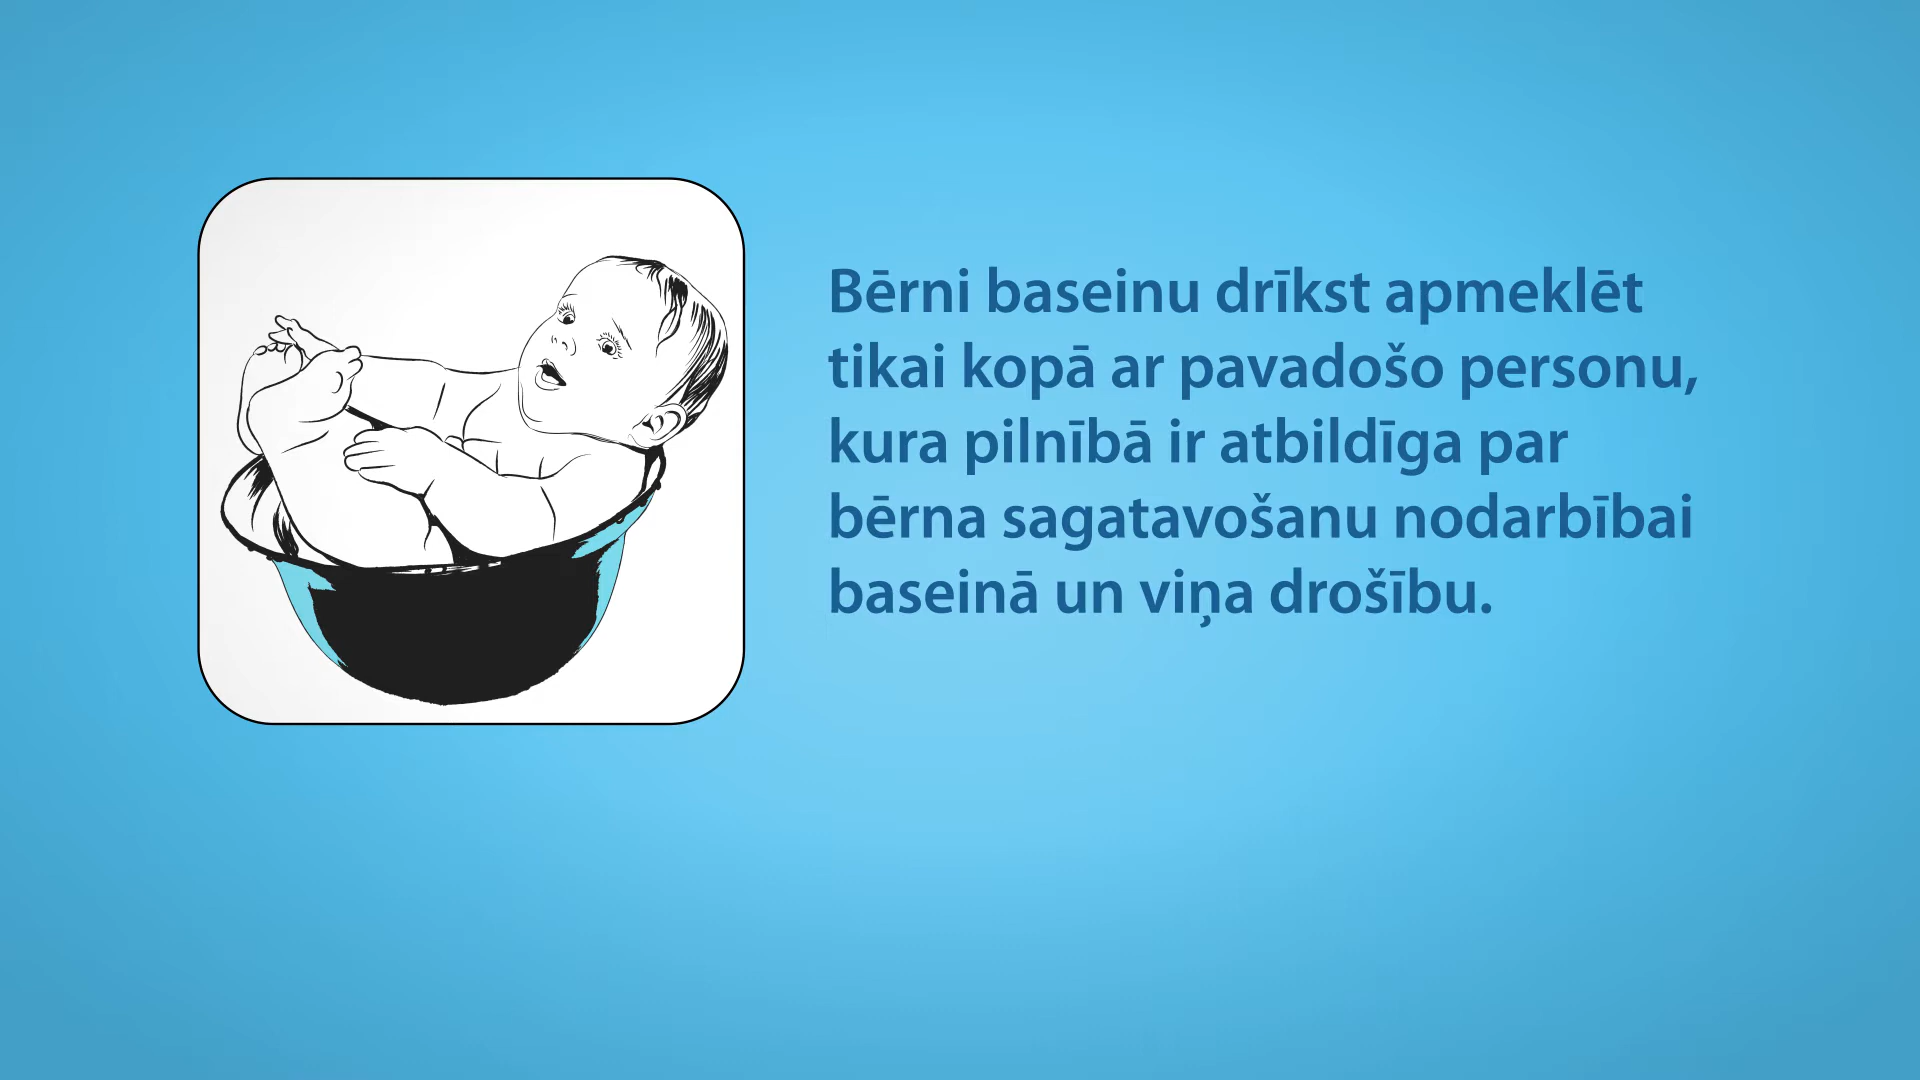 Bērni baseinu drīkst apmeklēt
tikai kopā ar pavadošo personu,
kura pilnībā ir atbildīga par
bērna sagatavošanu nodarbībai
baseinā un viņa drošību.